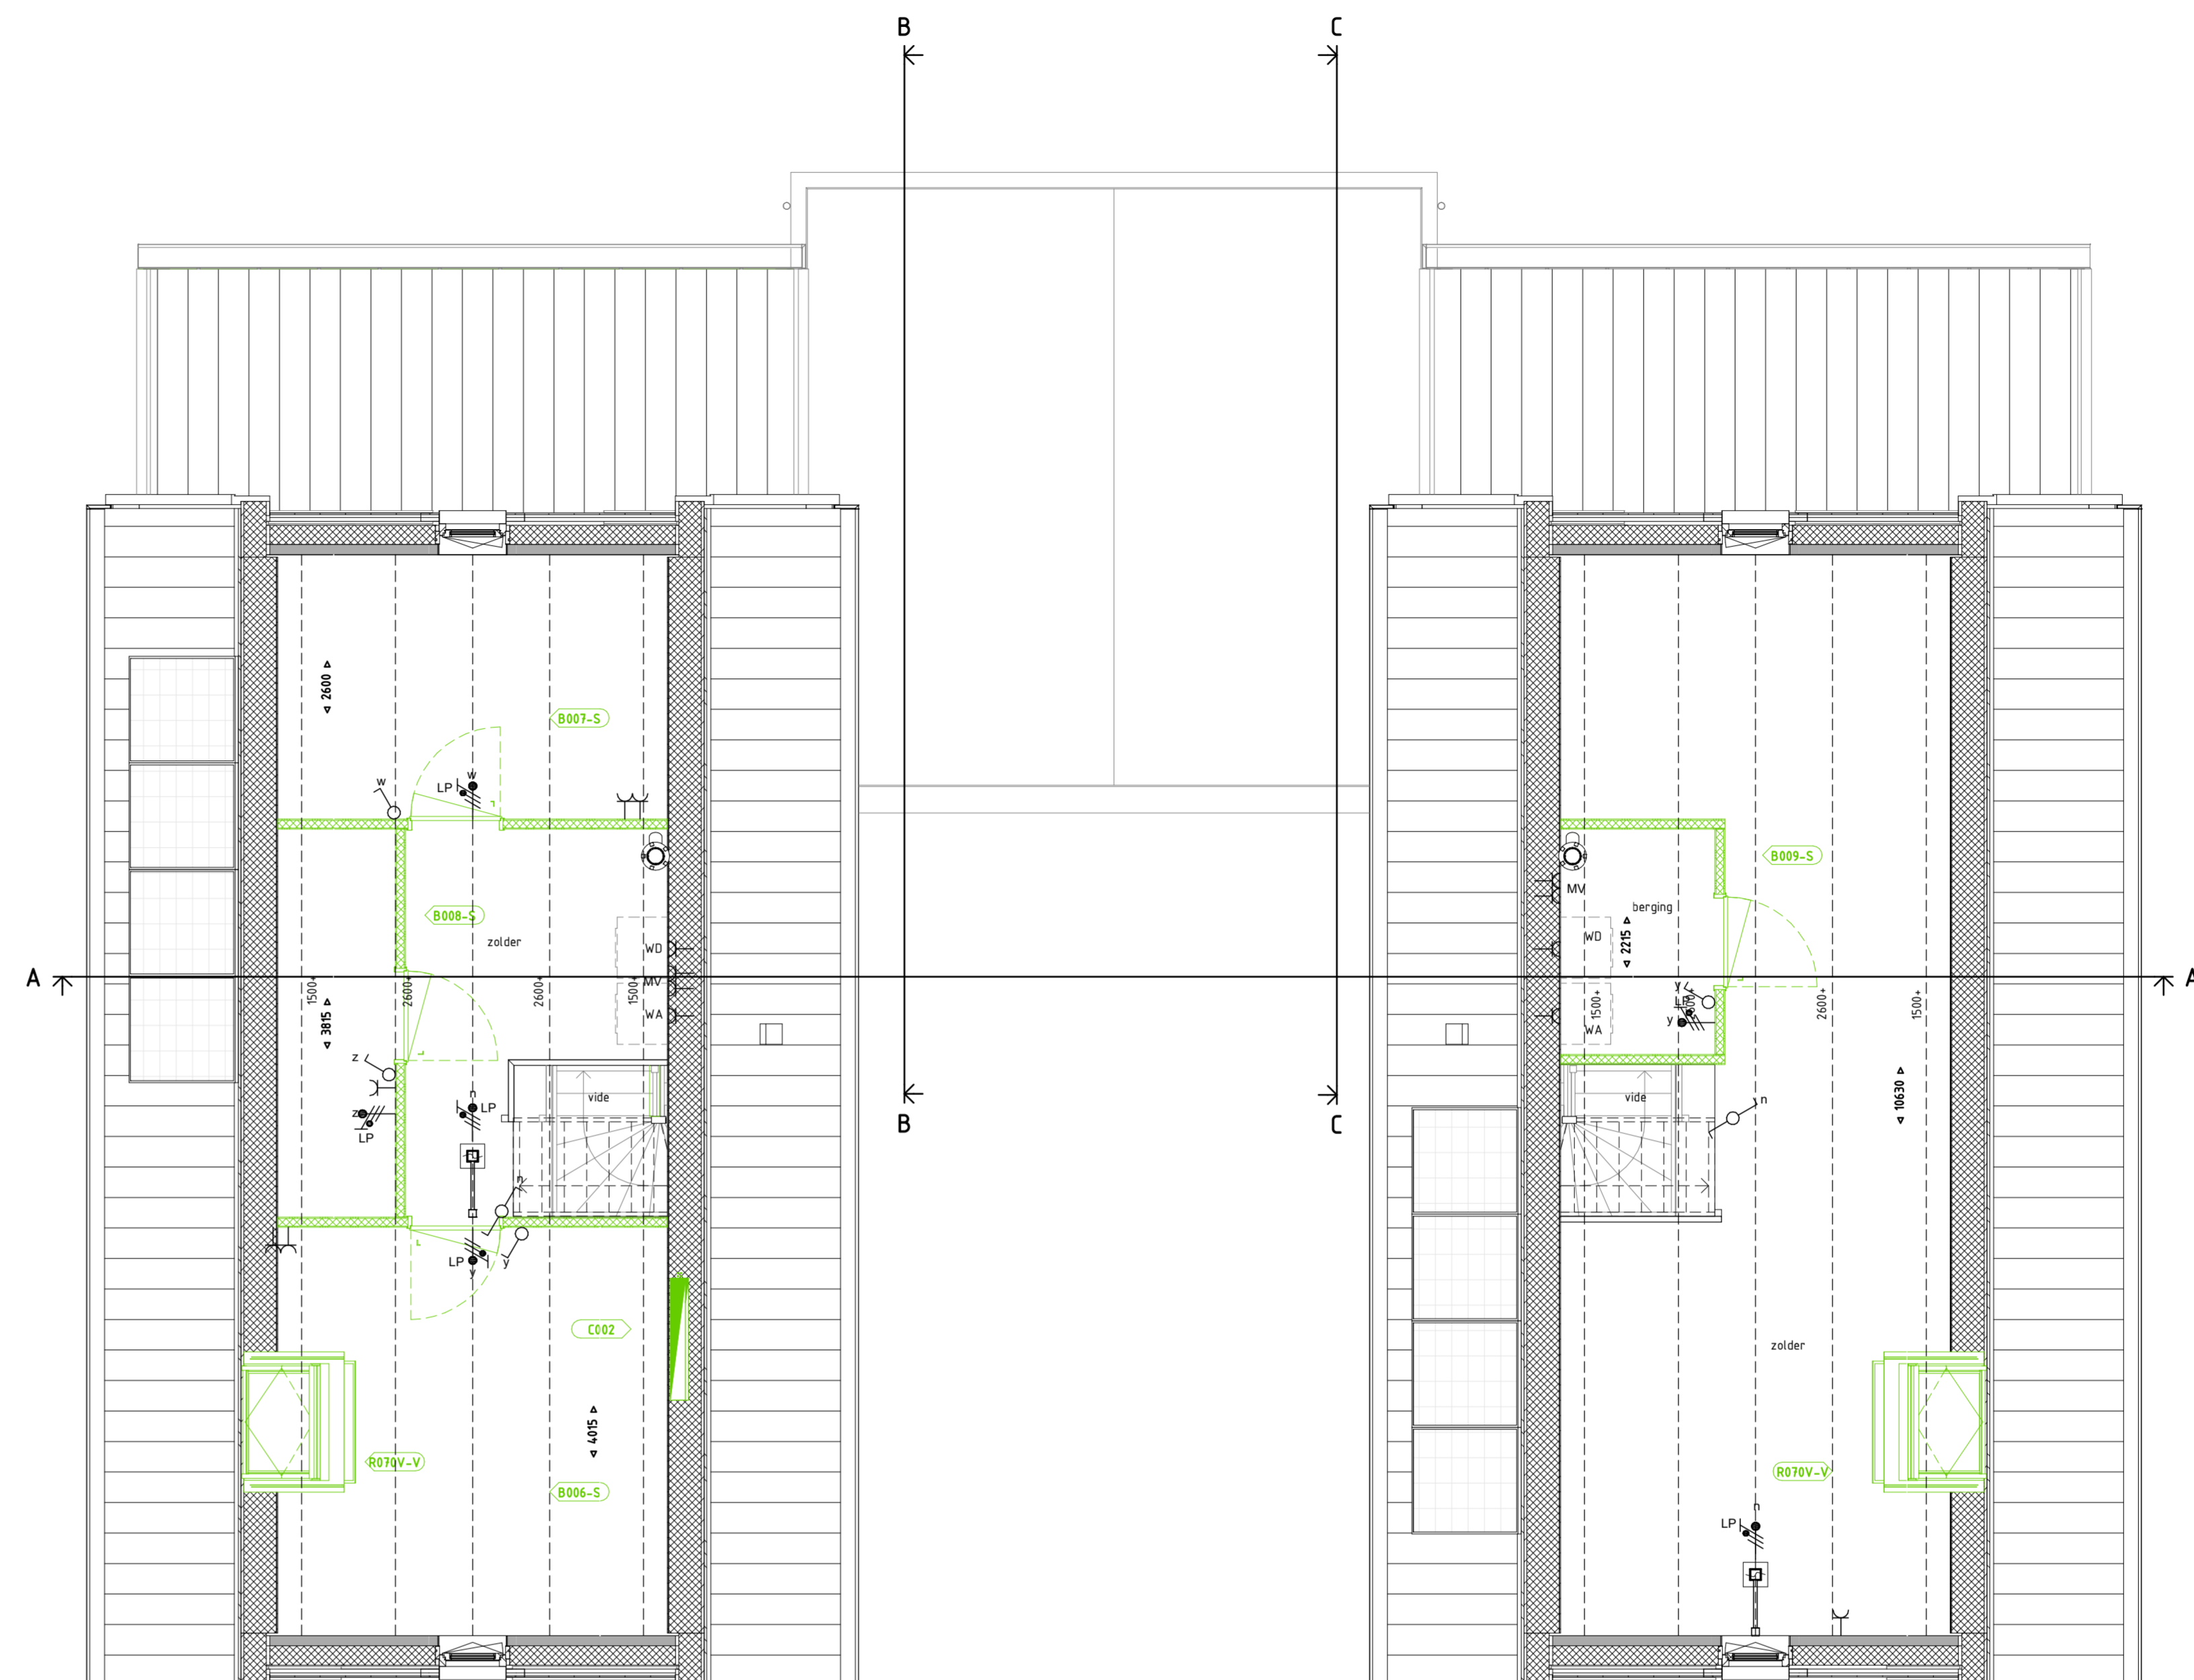 B
C
2600
B007-S
w
w
LP
B009-S
MV
B008-S
berging
zolder
WD
WD
2215
A
A
1500+
2600+
2600+
1500+
MV
1500+
2600+
1500+
3815
WA
y
LP
y
WA
z
n
LP
vide
vide
n
10630
z
LP
B
C
n
LP
y
y
C002
zolder
4015
R070V-V
R070V-V
B006-S
n
LP